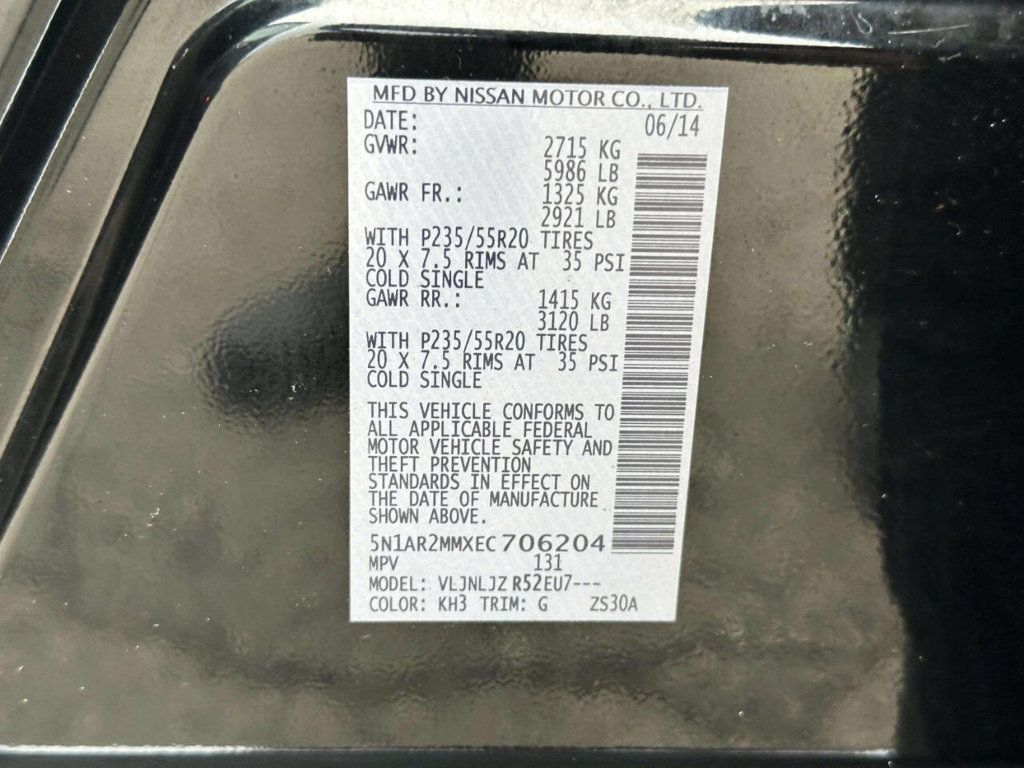 MFD BY NISSAN MOTOR CO., LTD.
DATE: 06/14
GVWR: 2715 KG
5986 LB
GAWR FR.: 1325 KG
2921 LB
WITH P235/55R20 TIRES
20 X 7.5 RIMS AT 35 PSI
COLD SINGLE
GAWR RR.: 1415 KG
3120 LB
WITH P235/55R20 TIRES
20 X 7.5 RIMS AT 35 PSI
COLD SINGLE
THIS VEHICLE CONFORMS TO
ALL APPLICABLE FEDERAL
MOTOR VEHICLE SAFETY AND
THEFT PREVENTION
STANDARDS IN EFFECT ON
THE DATE OF MANUFACTURE
SHOWN ABOVE.
5N1AR2MMXEC706204
MPV 131
MODEL: VLJNLJZ R52EU7---
COLOR: KH3 TRIM: G ZS30A